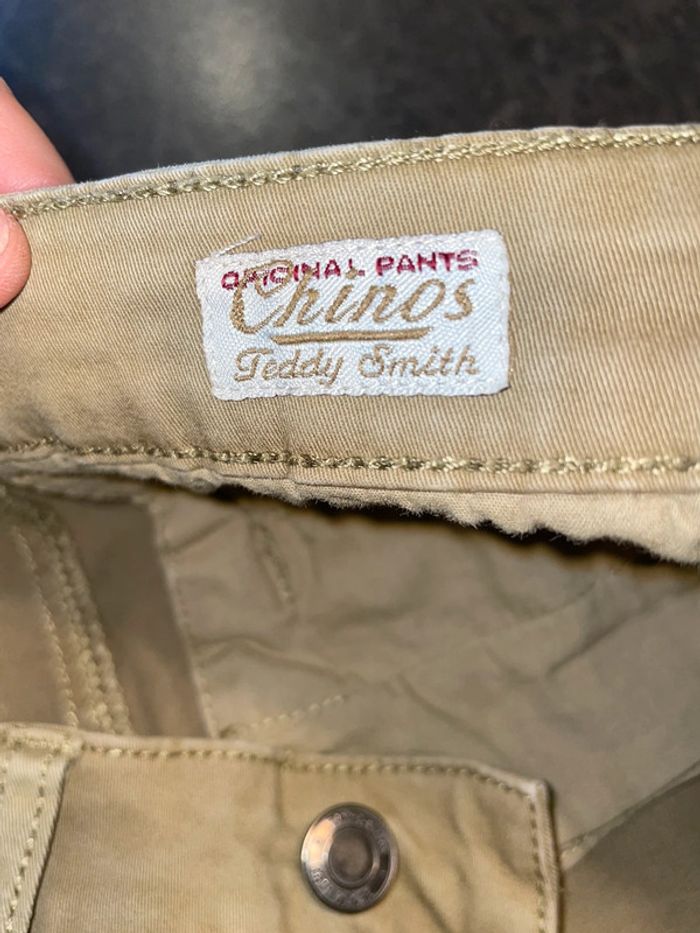 ORIGINAL PANTS
Chinos
Teddy Smith